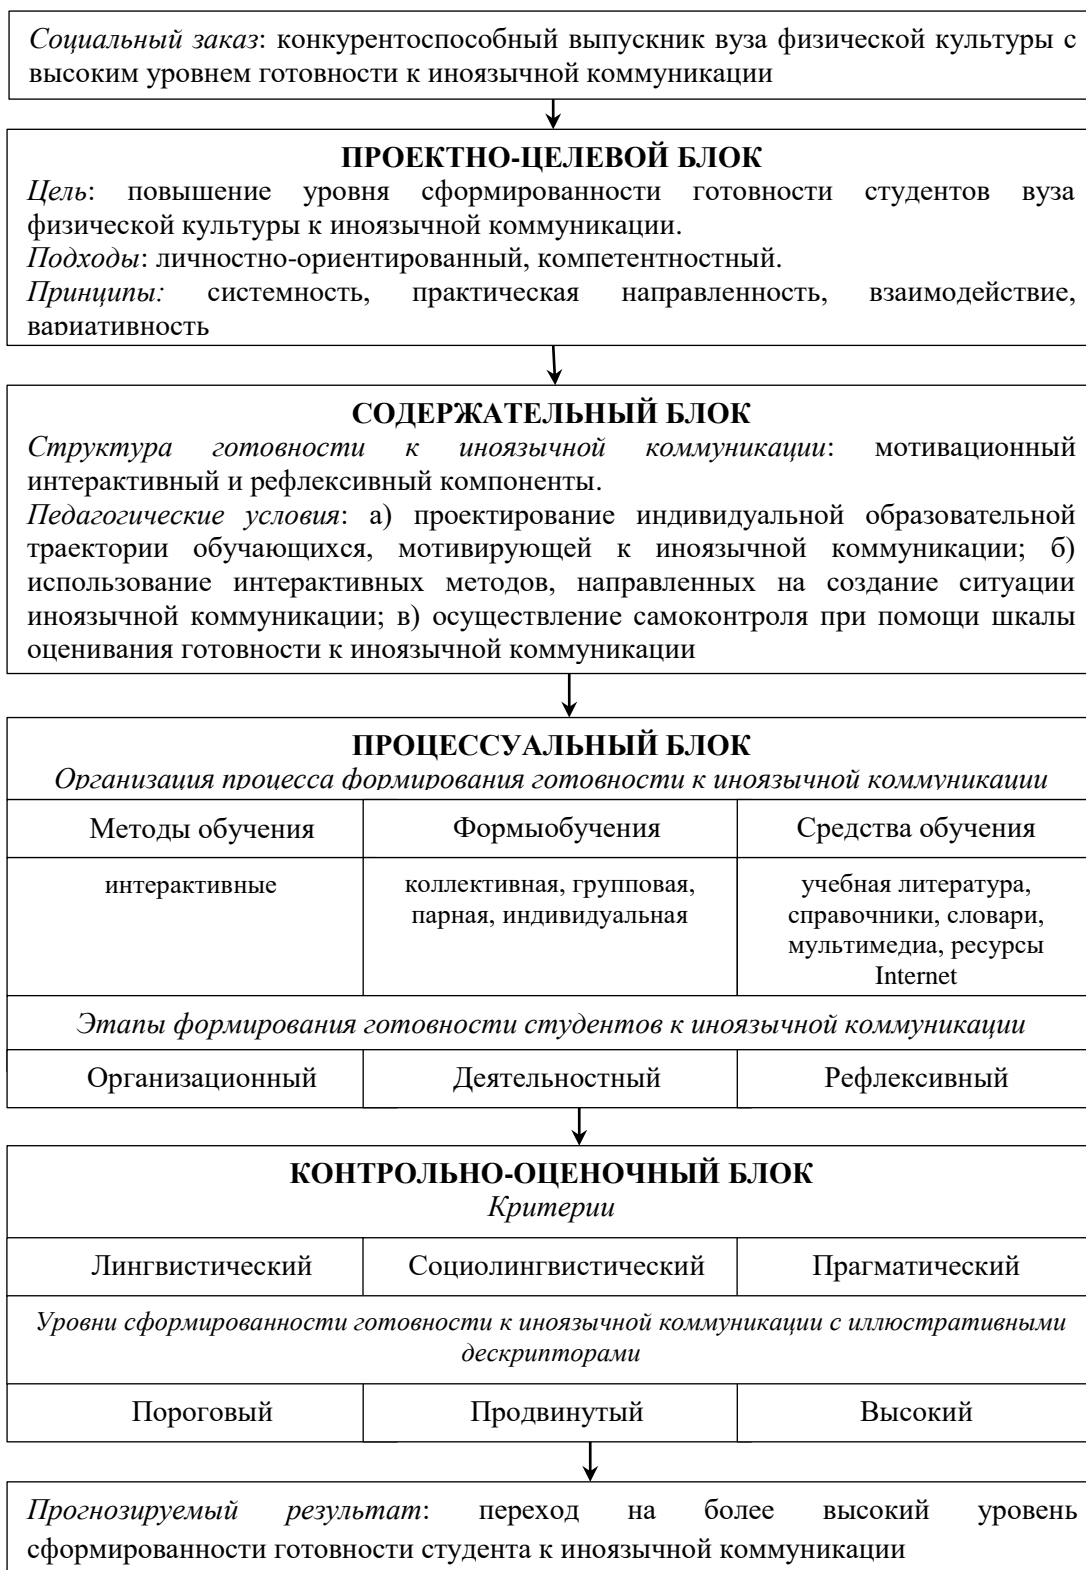 Социальный заказ: конкурентоспособный выпускник вуза физической культуры с
высоким уровнем готовности к иноязычной коммуникации
ПРОЕКТНО-ЦЕЛЕВОЙ БЛОК
Цель: повышение уровня сформированности готовности студентов вуза
физической культуры к иноязычной коммуникации.
Подходы: личностно-ориентированный, компетентностный.
Принципы: системность, практическая направленность, взаимодействие,
вариативность
СОДЕРЖАТЕЛЬНЫЙ БЛОК
Структура готовности к иноязычной коммуникации: мотивационный
интерактивный и рефлексивный компоненты.
Педагогические условия: а) проектирование индивидуальной образовательной
траектории обучающихся, мотивирующей к иноязычной коммуникации; б)
использование интерактивных методов, направленных на создание ситуации
иноязычной коммуникации; в) осуществление самоконтроля при помощи шкалы
оценивания готовности к иноязычной коммуникации
ПРОЦЕССУАЛЬНЫЙ БЛОК
Организация процесса формирования готовности к иноязычной коммуникации
Методы обучения Формыобучения Средства обучения
интерактивные коллективная, групповая, учебная литература,
парная, индивидуальная справочники, словари,
мультимедиа, ресурсы
Internet
Этапы формирования готовности студентов к иноязычной коммуникации
Организационный Деятельностный Рефлексивный
КОНТРОЛЬНО-ОЦЕНОЧНЫЙ БЛОК
Критерии
Лингвистический Социолингвистический Прагматический
Уровни сформированности готовности к иноязычной коммуникации с иллюстративными
дескрипторами
Пороговый Продвинутый Высокий
Прогнозируемый результат: переход на более высокий уровень
сформированности готовности студента к иноязычной коммуникации